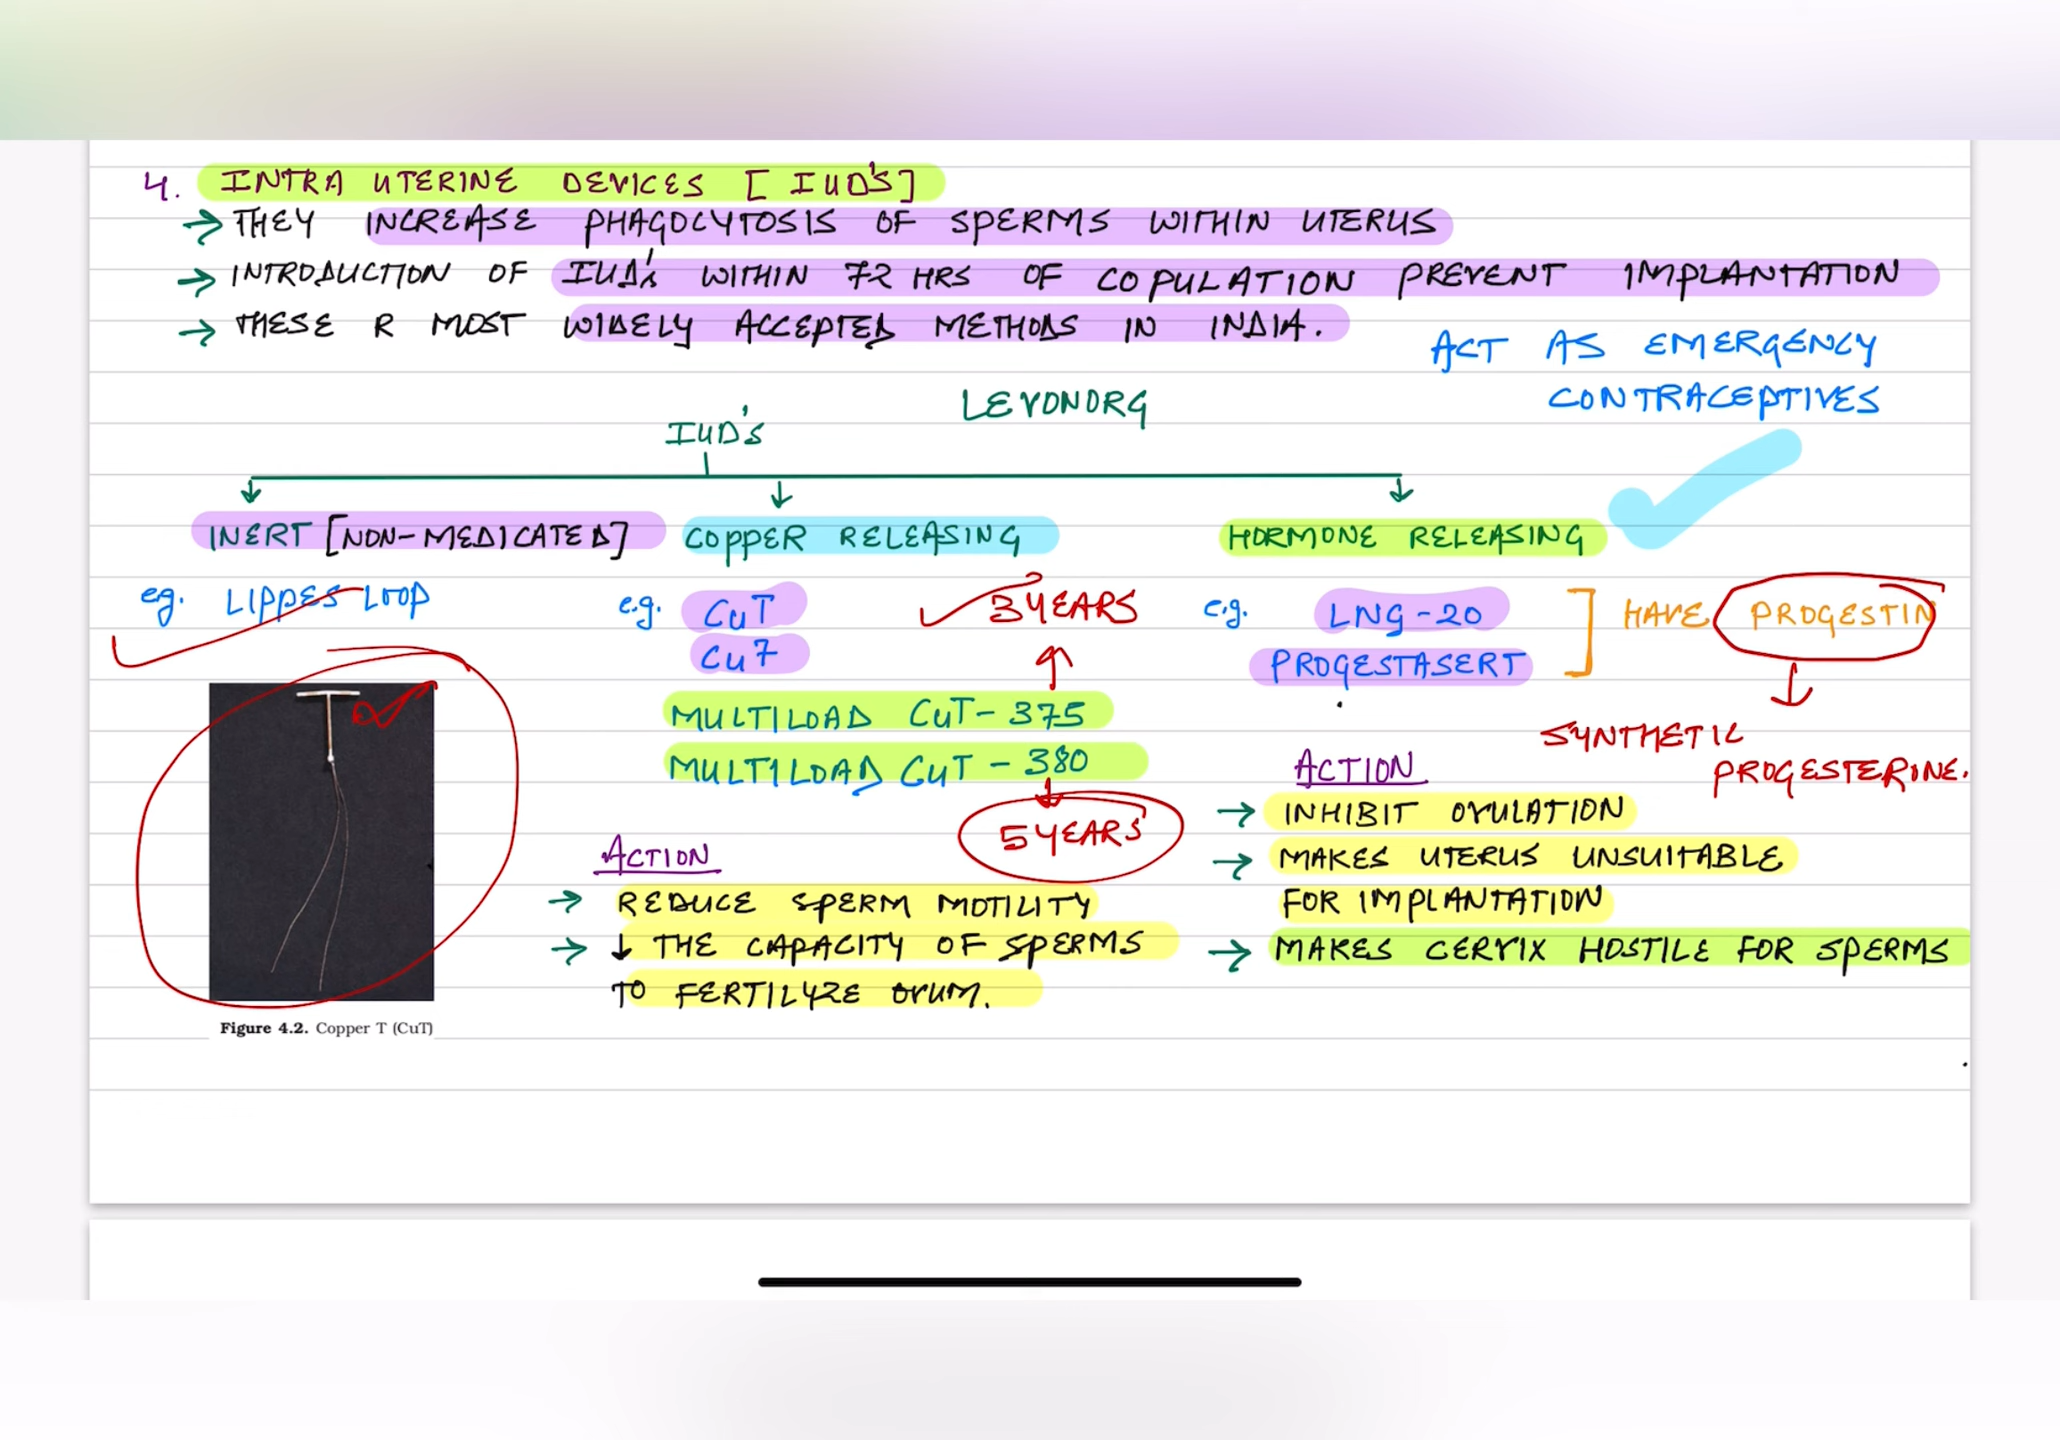 4. INTRA UTERINE DEVICES [IUD'S]
→ THEY INCREASE PHAGOCYTOSIS OF SPERMS WITHIN UTERUS
→ INTRODUCTION OF IUD's WITHIN 72 HRS OF COPULATION PREVENT IMPLANTATION
→ THESE R MOST WIDELY ACCEPTED METHODS IN INDIA.
ACT AS EMERGENCY
CONTRACEPTIVES
LEVONORG
IUD's
INERT [NON-MEDICATED]
eg. LIPPES LOOP
Figure 4.2. Copper T (CuT)
COPPER RELEASING
e.g. CuT
Cu7
3 YEARS
↑
MULTILOAD CuT - 375
MULTILOAD CuT - 380
↓
5 YEARS
ACTION
→ REDUCE SPERM MOTILITY
→ ↓ THE CAPACITY OF SPERMS
TO FERTILYZE OVUM.
HORMONE RELEASING
e.g. LNG-20 ] HAVE PROGESTIN
PROGESTASERT
↓
SYNTHETIC
PROGESTERINE.
ACTION
→ INHIBIT OVULATION
→ MAKES UTERUS UNSUITABLE
FOR IMPLANTATION
→ MAKES CERVIX HOSTILE FOR SPERMS